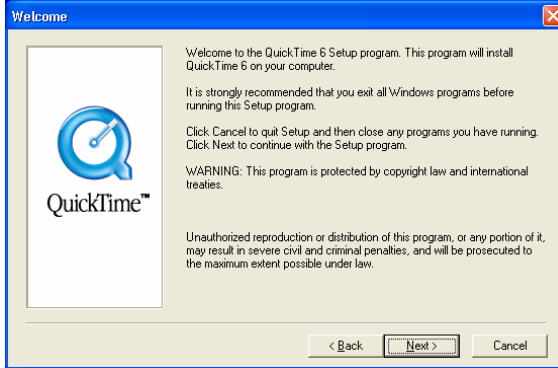 Welcome
Welcome to the QuickTime 6 Setup program. This program will install
QuickTime 6 on your computer.
It is strongly recommended that you exit all Windows programs before
running this Setup program.
Click Cancel to quit Setup and then close any programs you have running.
Click Next to continue with the Setup program.
WARNING: This program is protected by copyright law and international
treaties.
Unauthorized reproduction or distribution of this program, or any portion of it,
may result in severe civil and criminal penalties, and will be prosecuted to
the maximum extent possible under law.
QuickTime™
< Back
Next >
Cancel